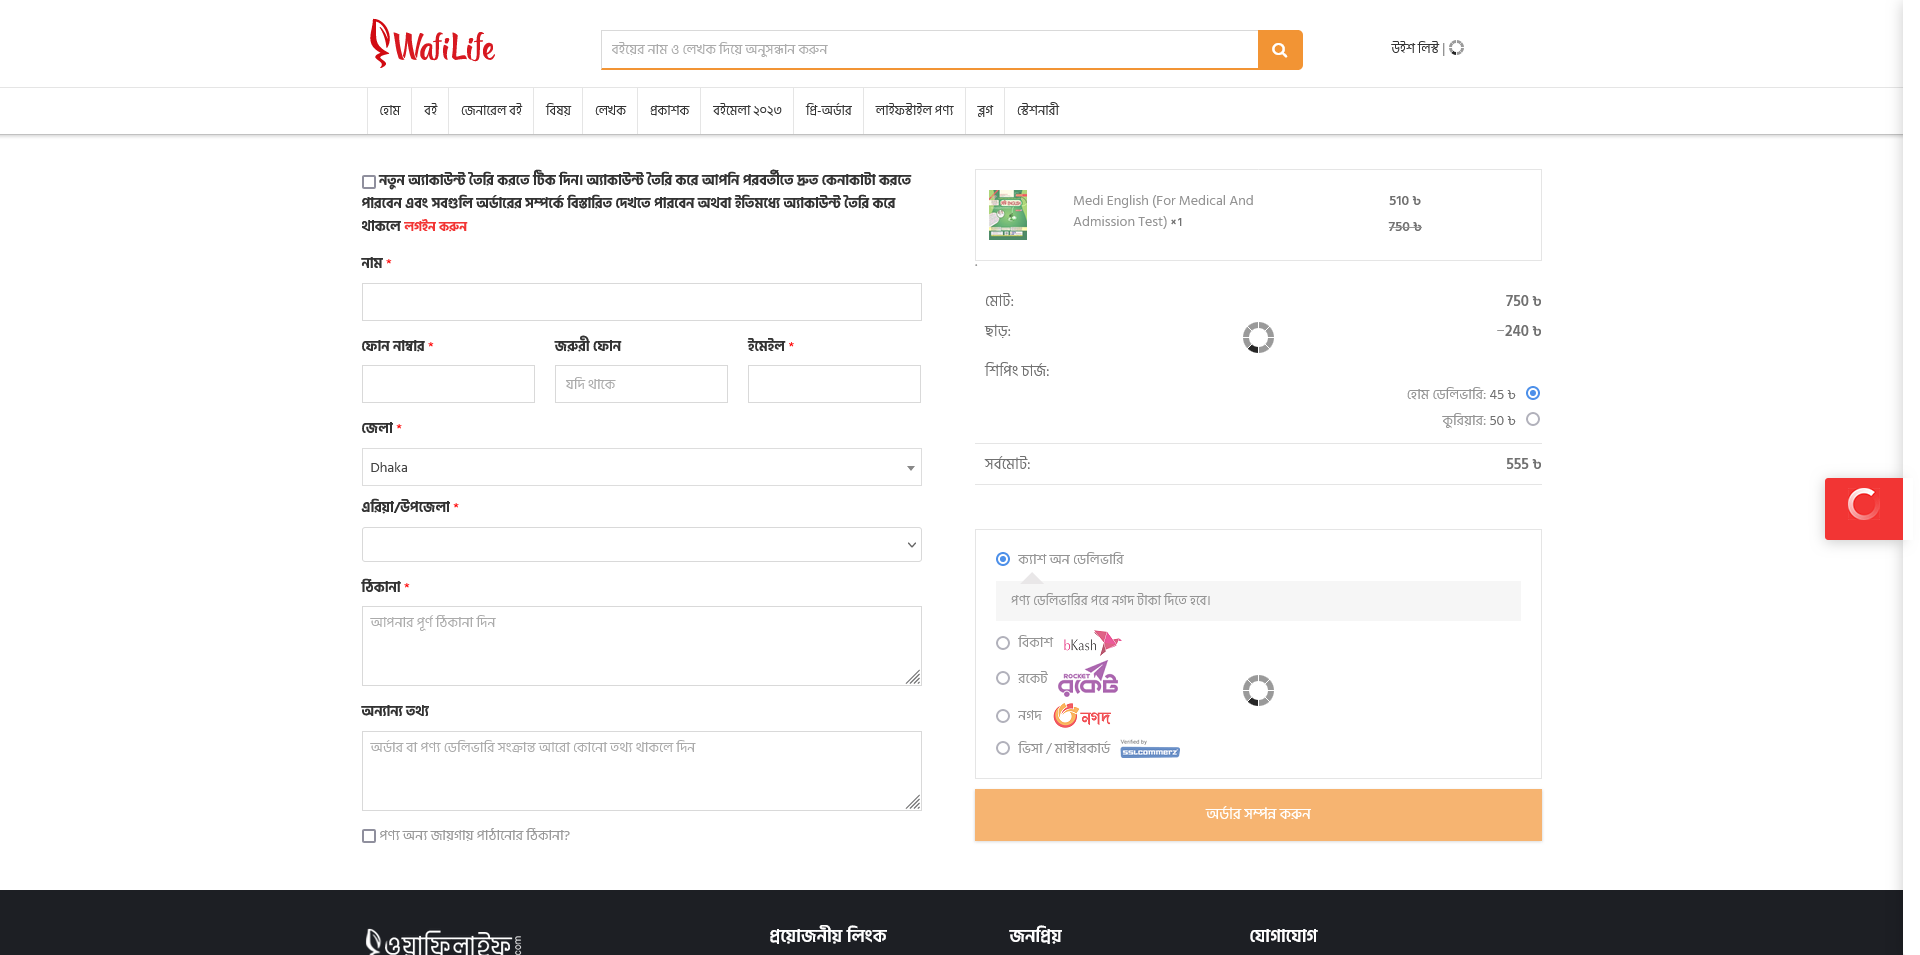 WafiLife
বইয়ের নাম ও লেখক দিয়ে অনুসন্ধান করুন
উইশ লিস্ট |
হোম
বই
জেনারেল বই
বিষয়
লেখক
প্রকাশক
বইমেলা ২০২৩
প্রি-অর্ডার
লাইফস্টাইল পণ্য
ব্লগ
স্টেশনারী
নতুন অ্যাকাউন্ট তৈরি করতে টিক দিন। অ্যাকাউন্ট তৈরি করে আপনি পরবর্তীতে দ্রুত কেনাকাটা করতে
পারবেন এবং সবগুলি অর্ডারের সম্পর্কে বিস্তারিত দেখতে পারবেন অথবা ইতিমধ্যে অ্যাকাউন্ট তৈরি করে
থাকলে লগইন করুন
নাম *
ফোন নাম্বার *
জরুরী ফোন
ইমেইল *
যদি থাকে
জেলা *
Dhaka
এরিয়া/উপজেলা *
ঠিকানা *
আপনার পূর্ণ ঠিকানা দিন
অন্যান্য তথ্য
অর্ডার বা পণ্য ডেলিভারি সংক্রান্ত আরো কোনো তথ্য থাকলে দিন
পণ্য অন্য জায়গায় পাঠানোর ঠিকানা?
Medi English (For Medical And
Admission Test) ×1
510 ৳
750 ৳
মোট: 750 ৳
ছাড়: -240 ৳
শিপিং চার্জ:
হোম ডেলিভারি: 45 ৳
কুরিয়ার: 50 ৳
সর্বমোট: 555 ৳
ক্যাশ অন ডেলিভারি
পণ্য ডেলিভারির পরে নগদ টাকা দিতে হবে।
বিকাশ bKash
রকেট ROCKET রকেট
নগদ নগদ
ভিসা / মাস্টারকার্ড Verified by SSLCOMMERZ
অর্ডার সম্পন্ন করুন
ওয়াফিলাইফ.com
প্রয়োজনীয় লিংক
জনপ্রিয়
যোগাযোগ